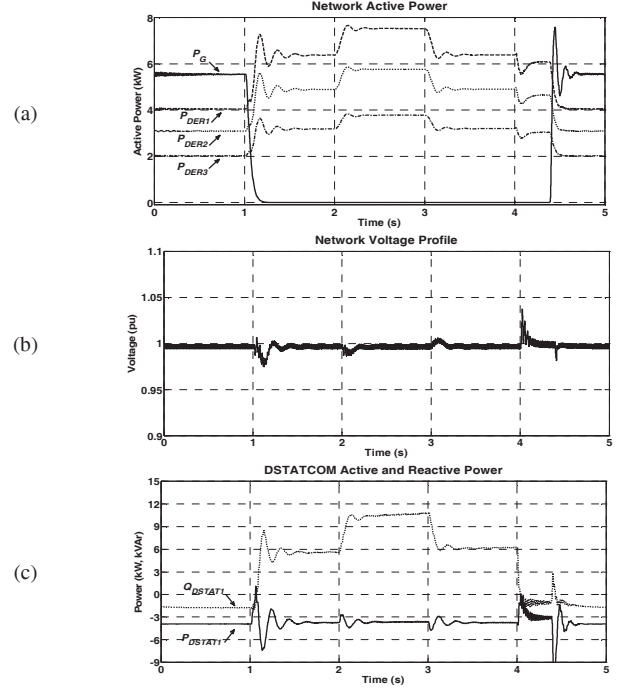 Network Active Power
8
6
4
2
0
Active Power (kW)
P_G
P_DER1
P_DER2
P_DER3
(a)
0 1 2 3 4 5
Time (s)
Network Voltage Profile
1.1
1.05
1
0.95
0.9
Voltage (pu)
(b)
0 1 2 3 4 5
Time (s)
DSTATCOM Active and Reactive Power
15
12
9
6
3
0
-3
-6
-9
Power (kW, kVAr)
Q_DSTAT1
P_DSTAT1
(c)
0 1 2 3 4 5
Time (s)